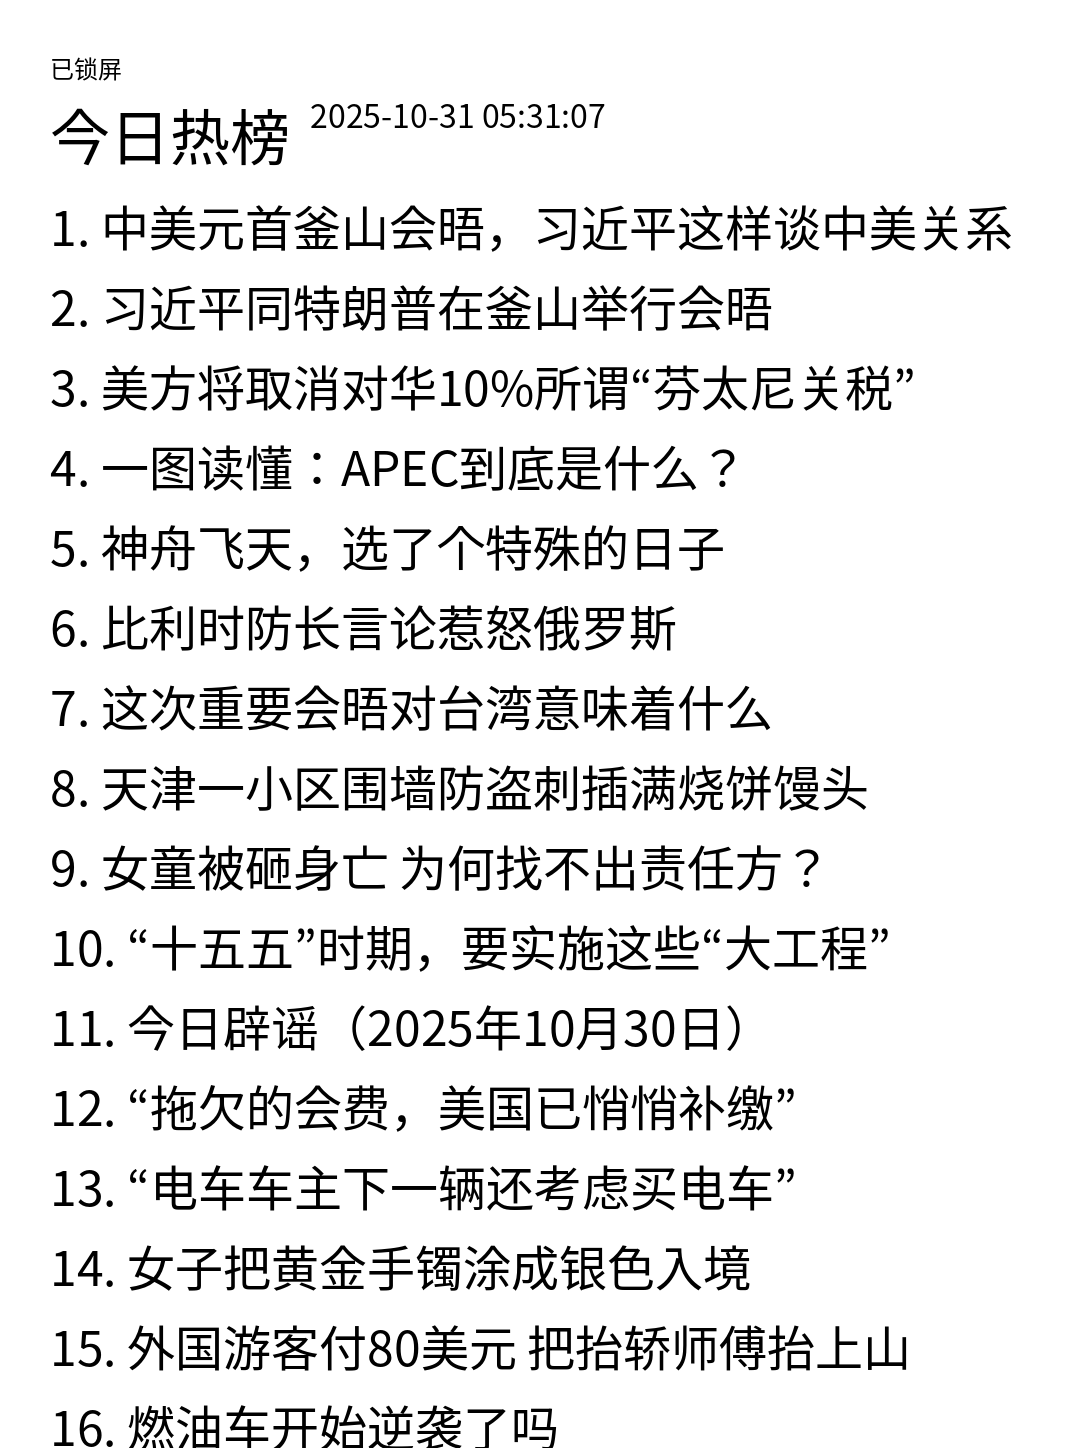 已锁屏
今日热榜 2025-10-31 05:31:07
1. 中美元首釜山会晤，习近平这样谈中美关系
2. 习近平同特朗普在釜山举行会晤
3. 美方将取消对华10%所谓“芬太尼关税”
4. 一图读懂：APEC到底是什么？
5. 神舟飞天，选了个特殊的日子
6. 比利时防长言论惹怒俄罗斯
7. 这次重要会晤对台湾意味着什么
8. 天津一小区围墙防盗刺插满烧饼馒头
9. 女童被砸身亡 为何找不出责任方？
10. “十五五”时期，要实施这些“大工程”
11. 今日辟谣（2025年10月30日）
12. “拖欠的会费，美国已悄悄补缴”
13. “电车车主下一辆还考虑买电车”
14. 女子把黄金手镯涂成银色入境
15. 外国游客付80美元 把抬轿师傅抬上山
16. 燃油车开始逆袭了吗